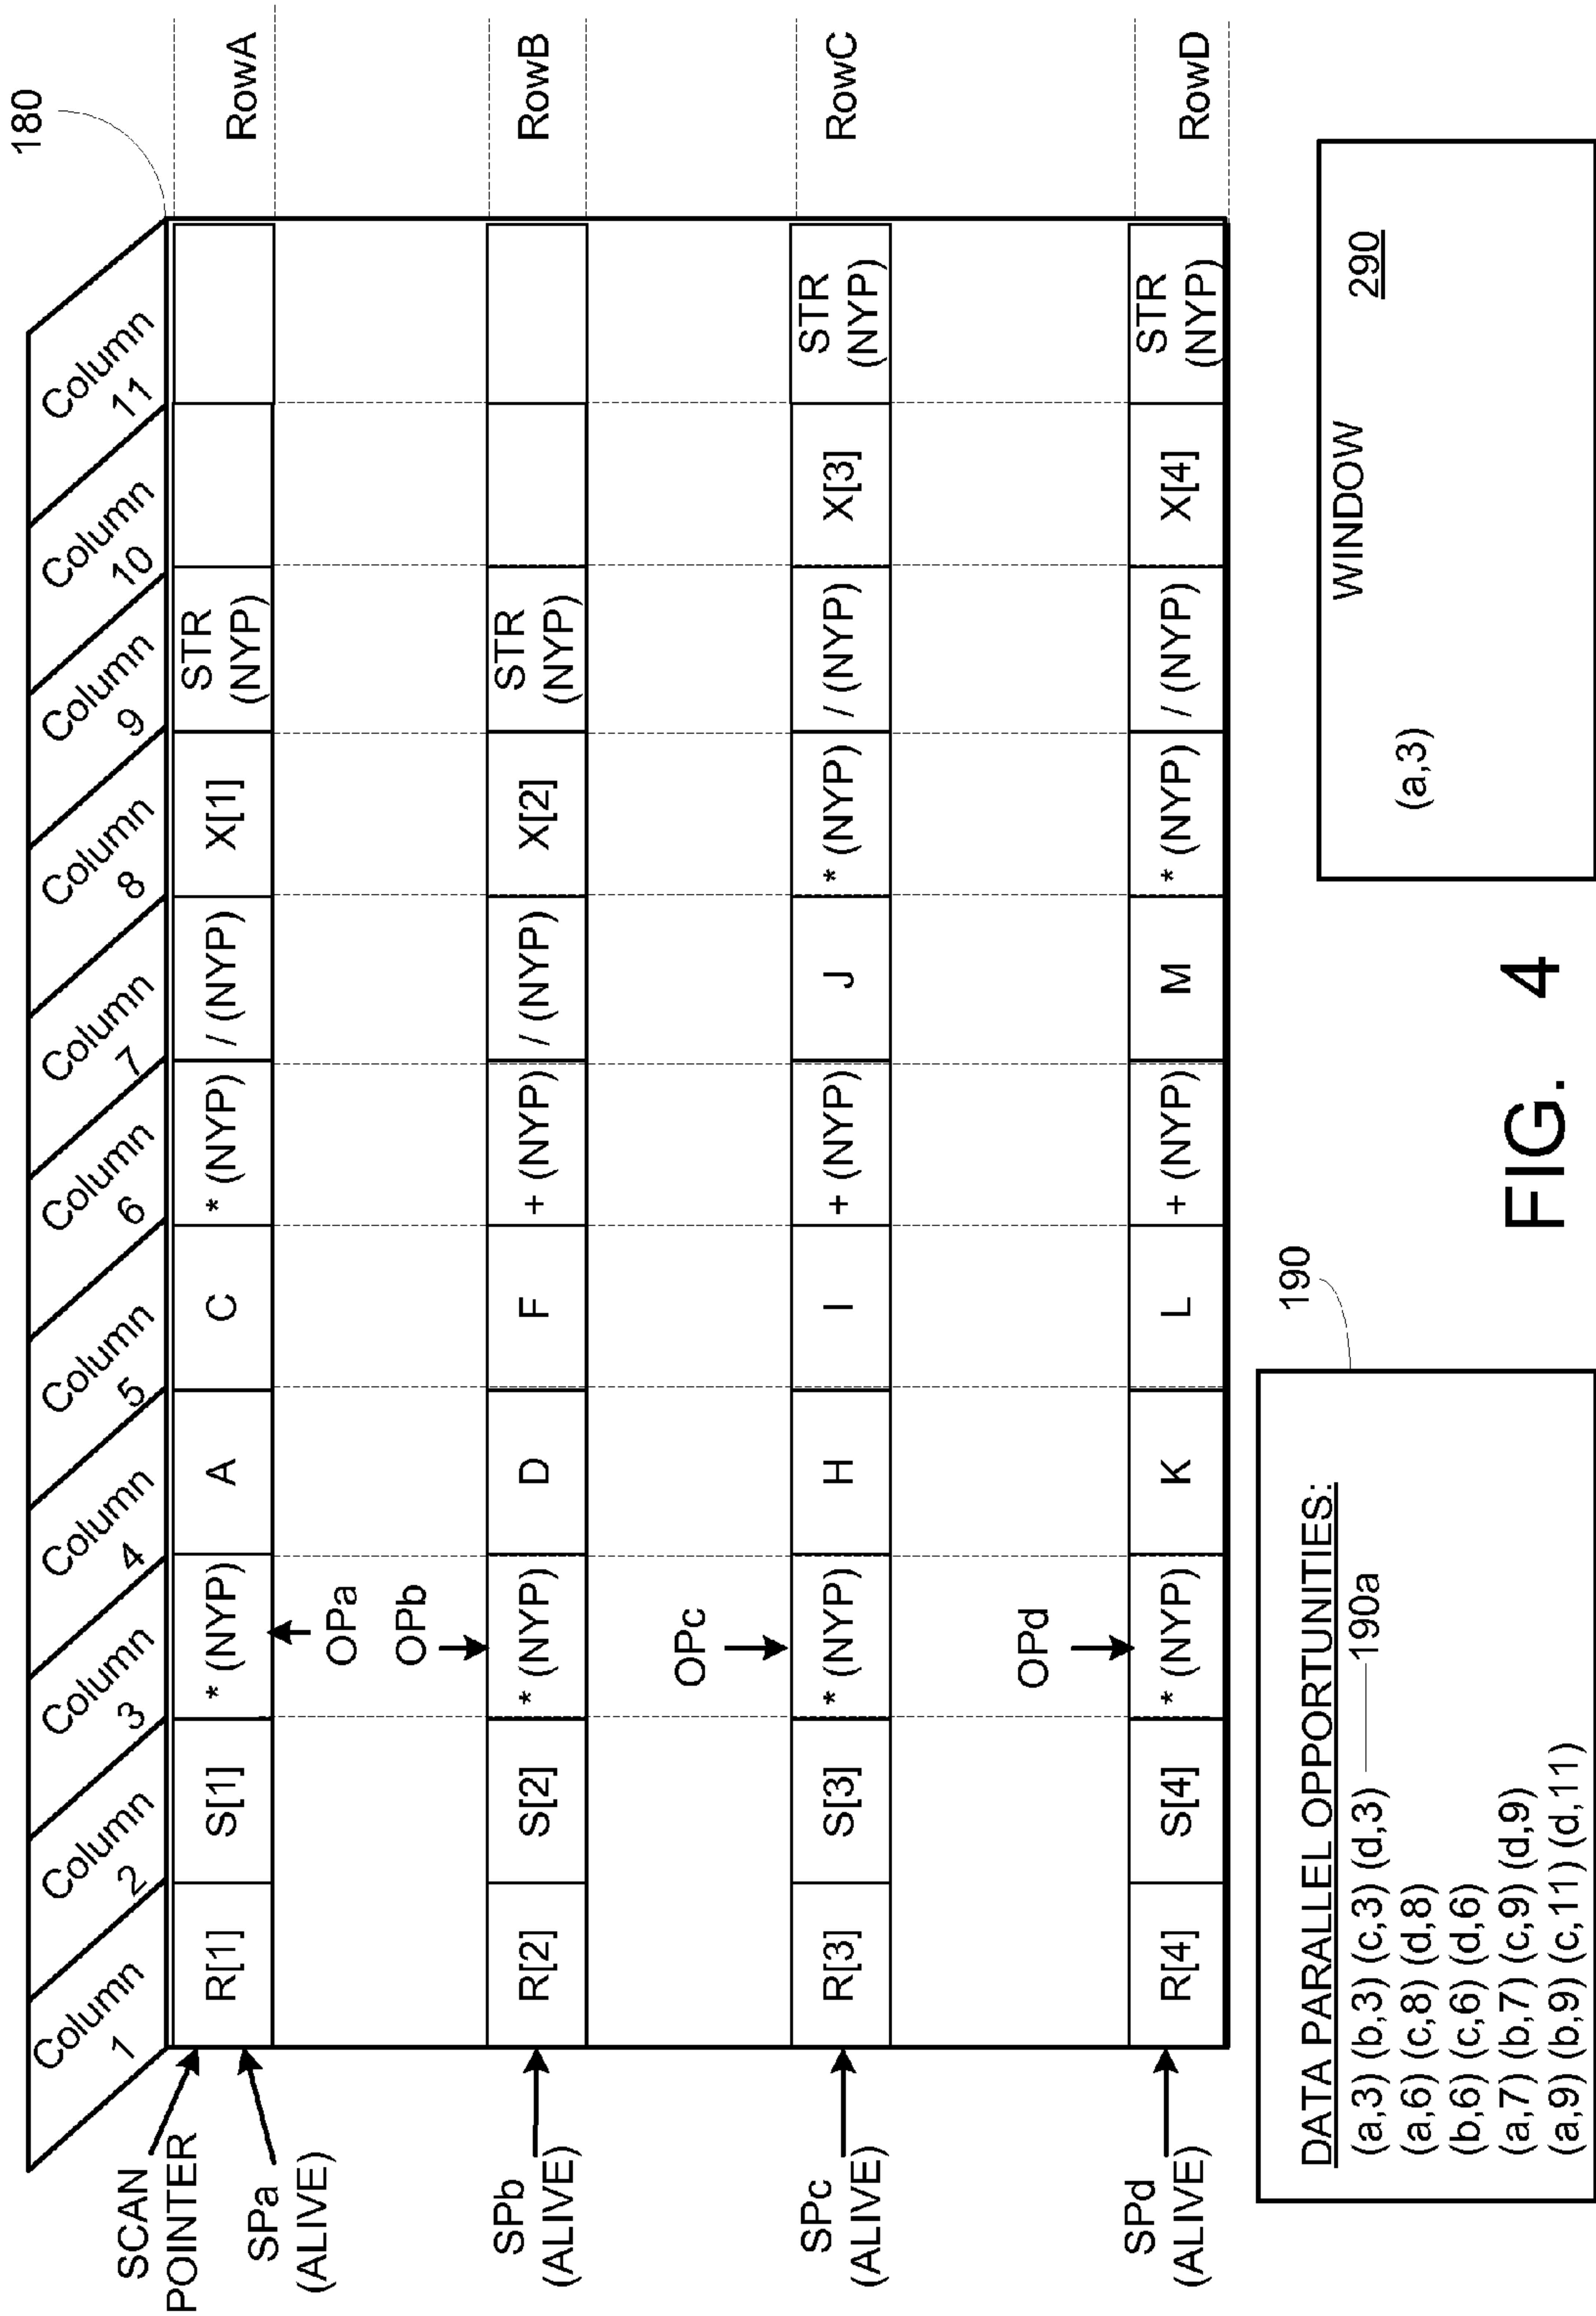 180
Column 1
Column 2
Column 3
Column 4
Column 5
Column 6
Column 7
Column 8
Column 9
Column 10
Column 11
SCAN POINTER
SPa (ALIVE)
R[1] S[1] * (NYP) A C * (NYP) / (NYP) X[1] STR (NYP)
RowA
OPa
OPb
SPb (ALIVE)
R[2] S[2] * (NYP) D F + (NYP) / (NYP) X[2] STR (NYP)
RowB
OPc
SPc (ALIVE)
R[3] S[3] * (NYP) H I + (NYP) J * (NYP) / (NYP) X[3] STR (NYP)
RowC
OPd
SPd (ALIVE)
R[4] S[4] * (NYP) K L + (NYP) M * (NYP) / (NYP) X[4] STR (NYP)
RowD
190
DATA PARALLEL OPPORTUNITIES:
(a,3) (b,3) (c,3) (d,3) 190a
(a,6) (c,8) (d,8)
(b,6) (c,6) (d,6)
(a,7) (b,7) (c,9) (d,9)
(a,9) (b,9) (c,11) (d,11)
WINDOW 290
(a,3)
FIG. 4